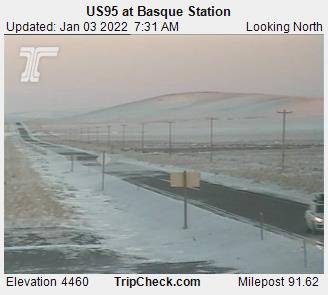 US95 at Basque Station
Updated: Jan 03 2022 7:31 AM Looking North
Elevation 4460 TripCheck.com Milepost 91.62